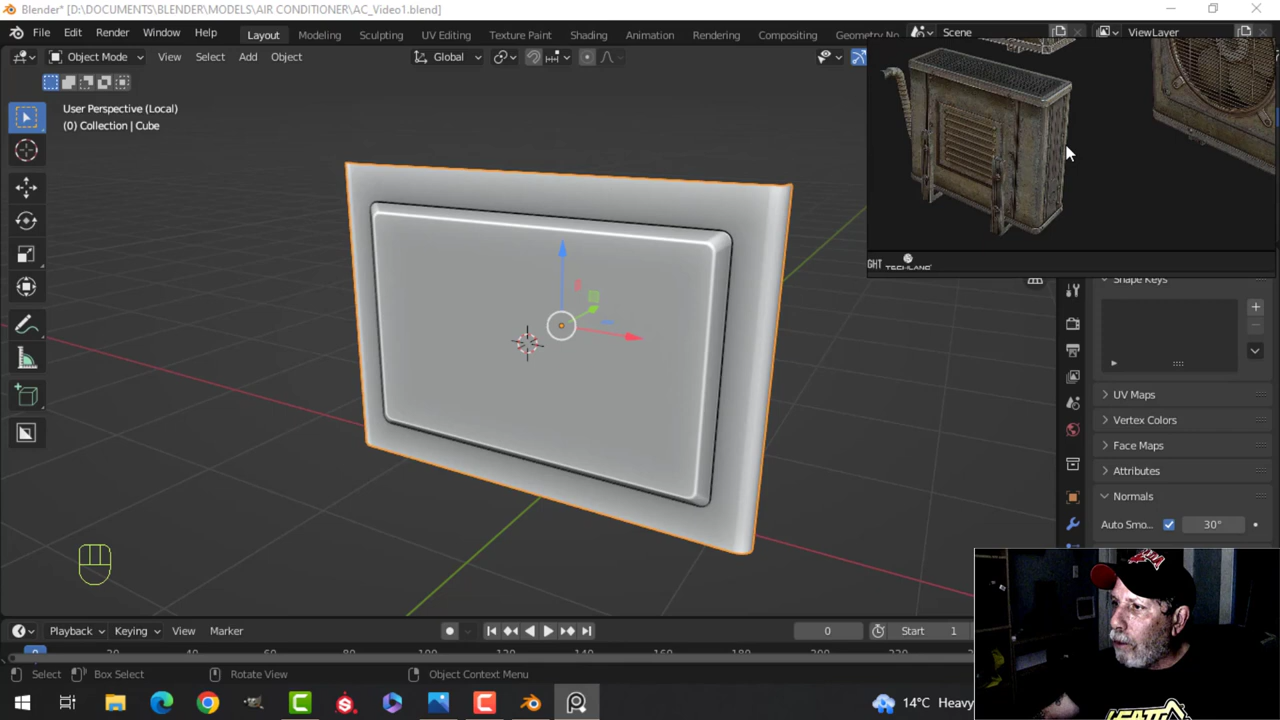 Blender* [D:\DOCUMENTS\BLENDER\MODELS\AIR CONDITIONER\AC_Video1.blend]
File Edit Render Window Help Layout Modeling Sculpting UV Editing Texture Paint Shading Animation Rendering Compositing Geometry No Scene ViewLayer
Object Mode View Select Add Object Global
User Perspective (Local)
(0) Collection | Cube
GHT TECHLAND
Shape Keys
UV Maps
Vertex Colors
Face Maps
Attributes
Normals
Auto Smo... 30°
Playback Keying View Marker 0 Start 1
0 20 40 60 80 100 120 140 160 180 200 220
Select Box Select Rotate View Object Context Menu
14°C Heavy